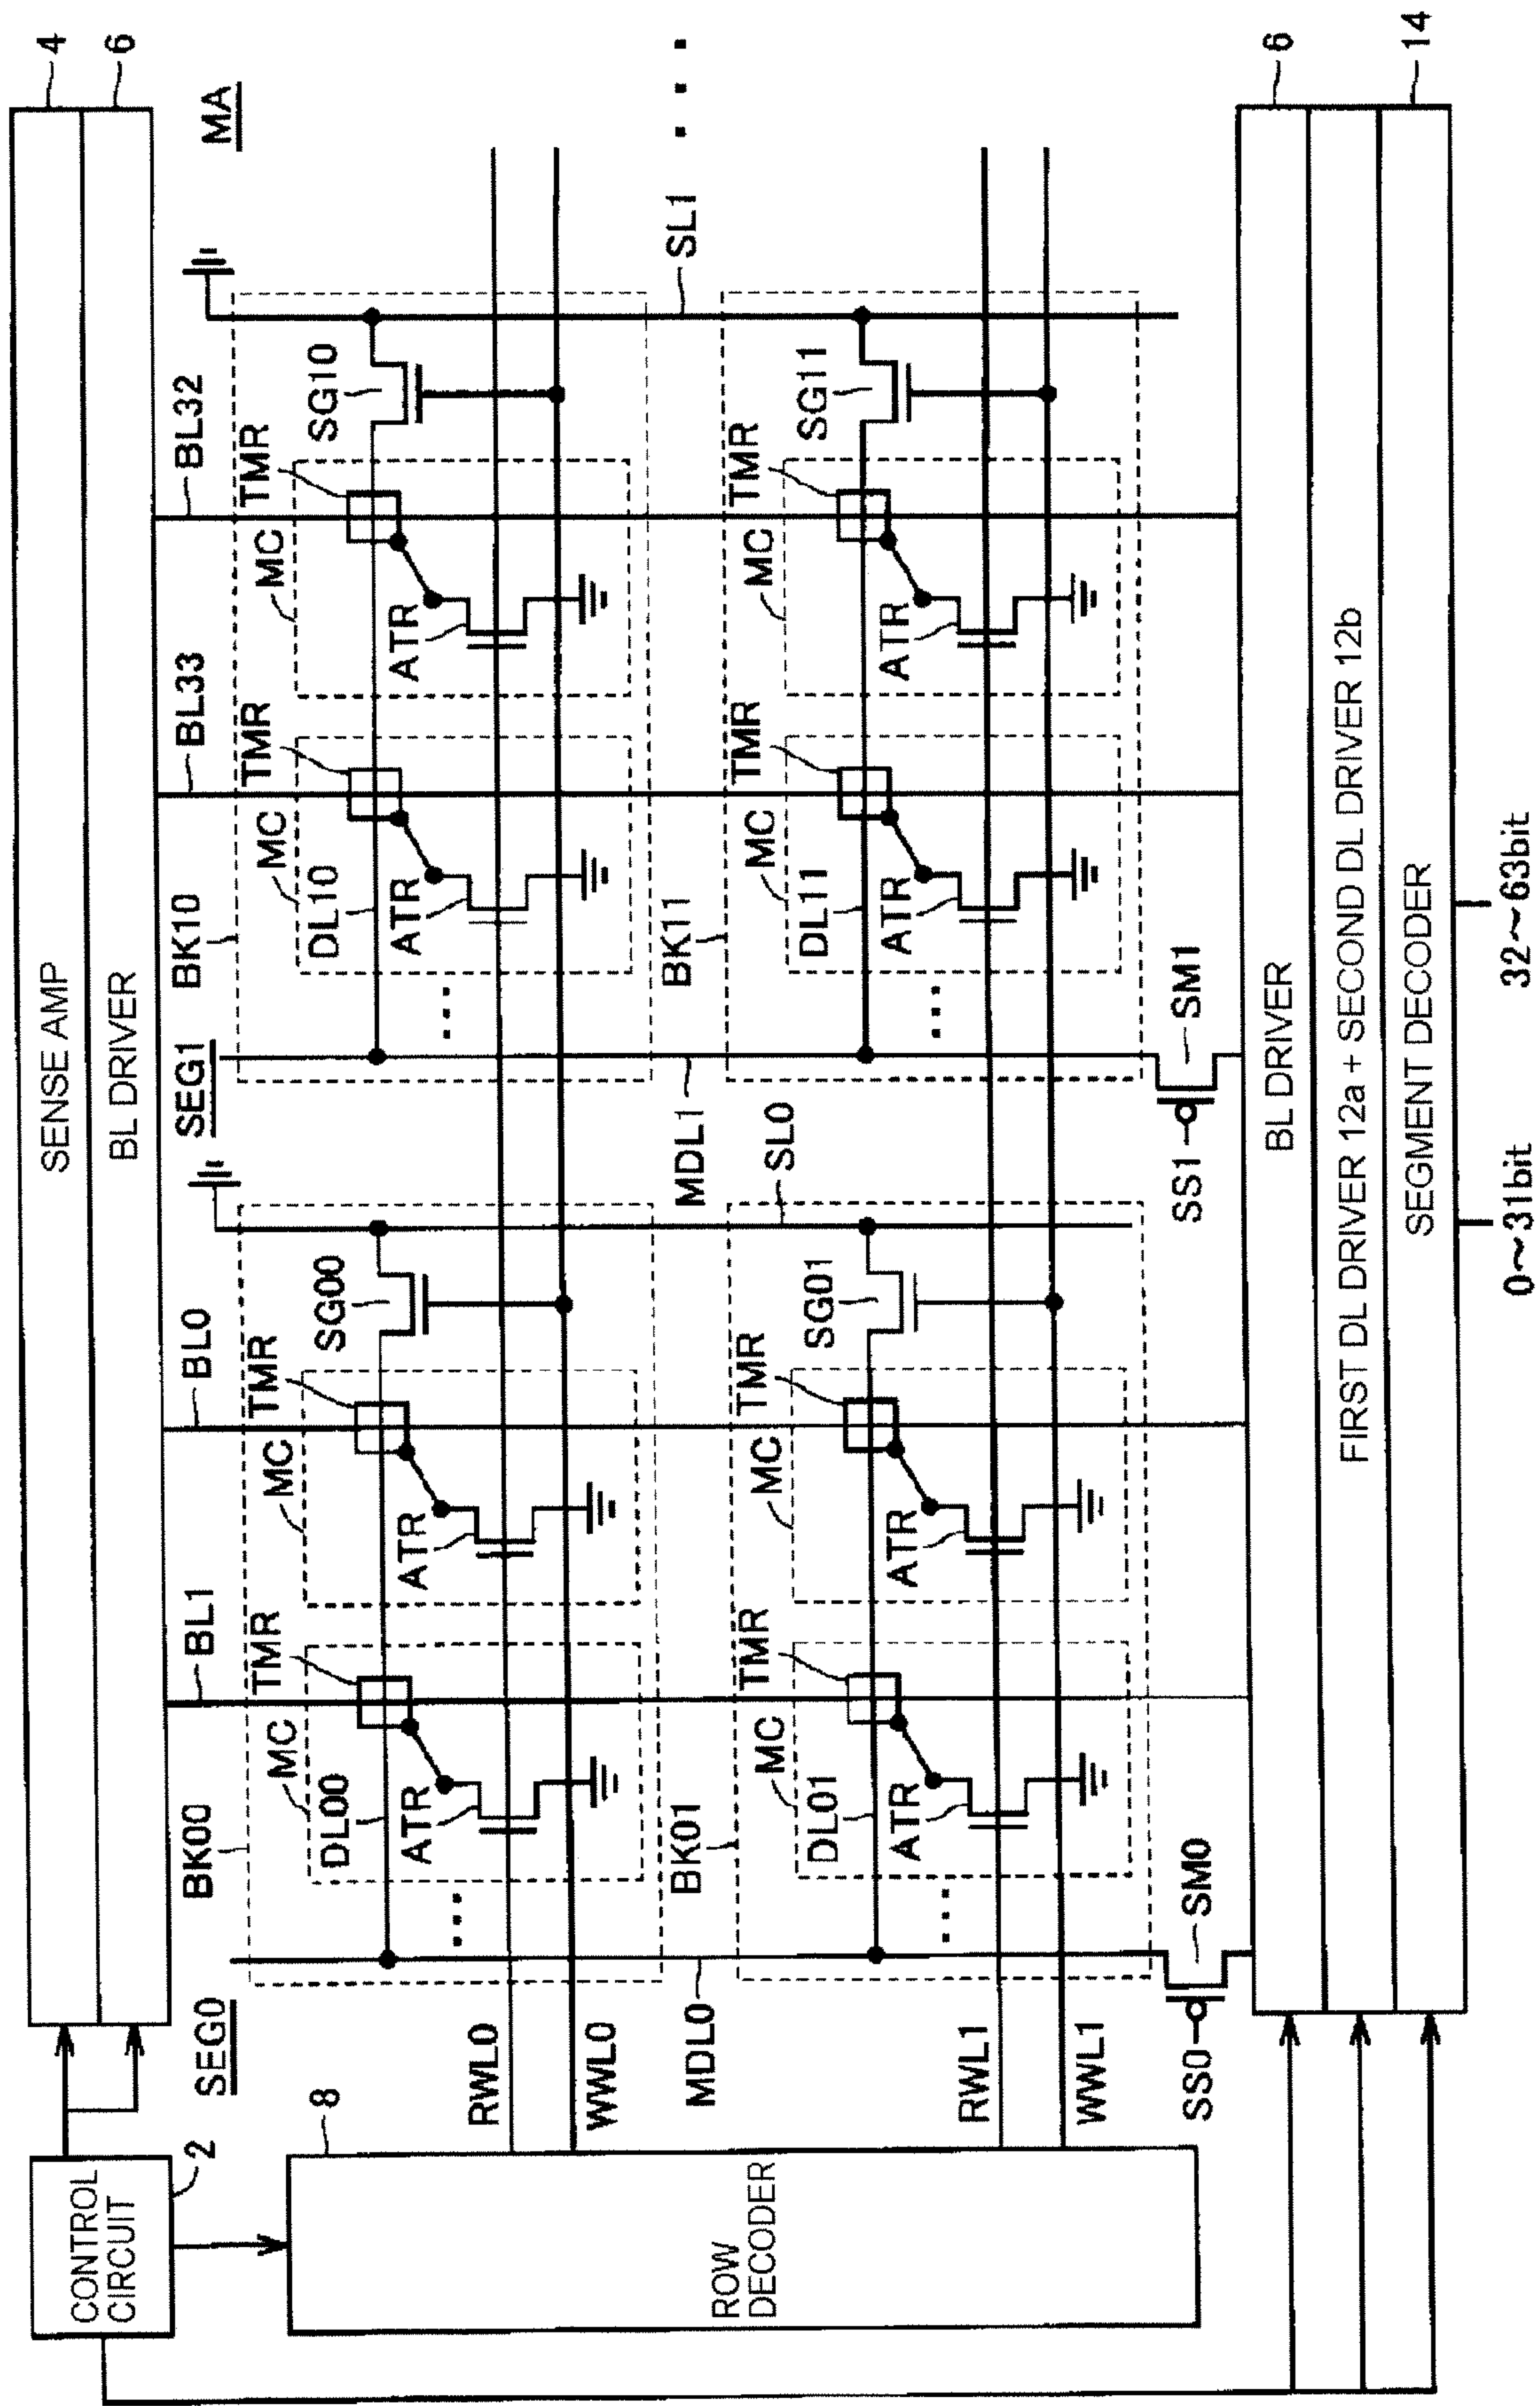 CONTROL
CIRCUIT
2
SENSE AMP
4
BL DRIVER
6
MA
SEG0
BK00
BL1
BL0
SEG1
BK10
BL33
BL32
MC
TMR
MC
TMR
MC
TMR
MC
TMR
DL00
SG00
DL10
SG10
ATR
ATR
ATR
ATR
8
RWL0
WWL0
ROW
DECODER
MDL0
BK01
SL0
MDL1
BK11
SL1
. . .
MC
TMR
MC
TMR
MC
TMR
MC
TMR
DL01
SG01
DL11
SG11
ATR
ATR
ATR
ATR
RWL1
WWL1
SS0
SM0
SS1
SM1
BL DRIVER
6
FIRST DL DRIVER 12a + SECOND DL DRIVER 12b
SEGMENT DECODER
14
0~31bit
32~63bit